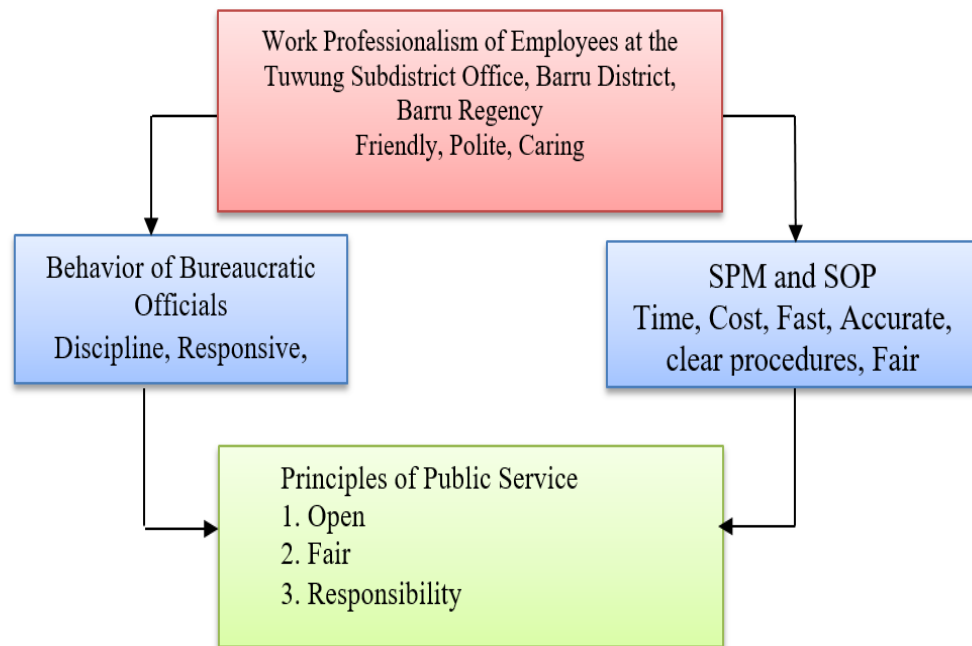 Work Professionalism of Employees at the
Tuwung Subdistrict Office, Barru District,
Barru Regency
Friendly, Polite, Caring
Behavior of Bureaucratic
Officials
Discipline, Responsive,
SPM and SOP
Time, Cost, Fast, Accurate,
clear procedures, Fair
Principles of Public Service
1. Open
2. Fair
3. Responsibility